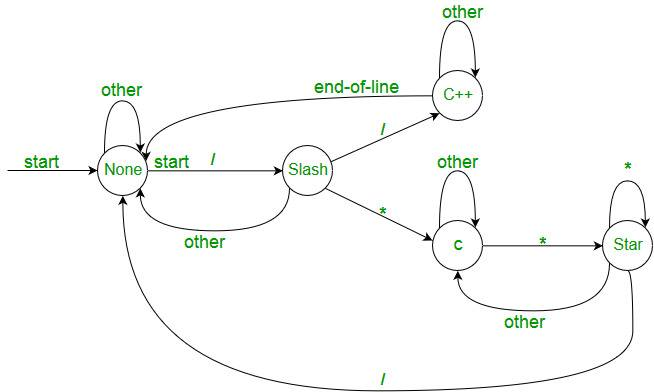 other
C++
end-of-line
other
/
start
None
start /
Slash
other
*
other
c
*
*
Star
other
/